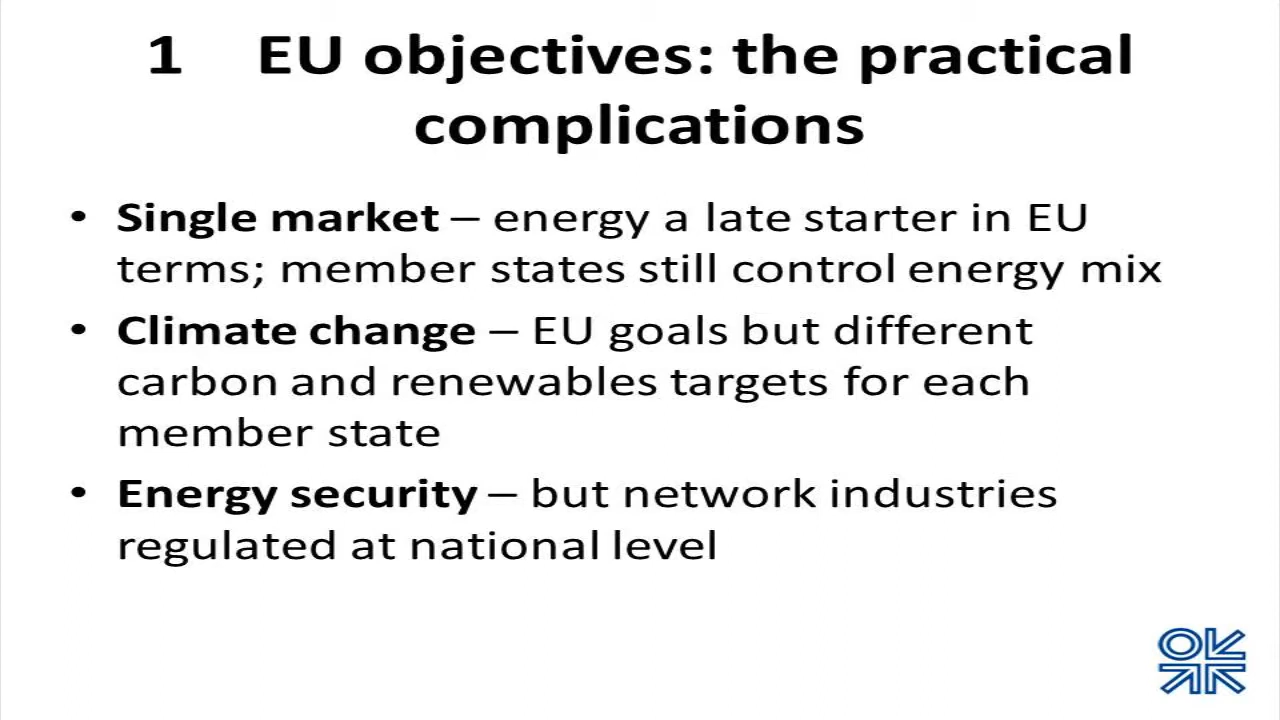 1 EU objectives: the practical
complications
• Single market – energy a late starter in EU
terms; member states still control energy mix
• Climate change – EU goals but different
carbon and renewables targets for each
member state
• Energy security – but network industries
regulated at national level